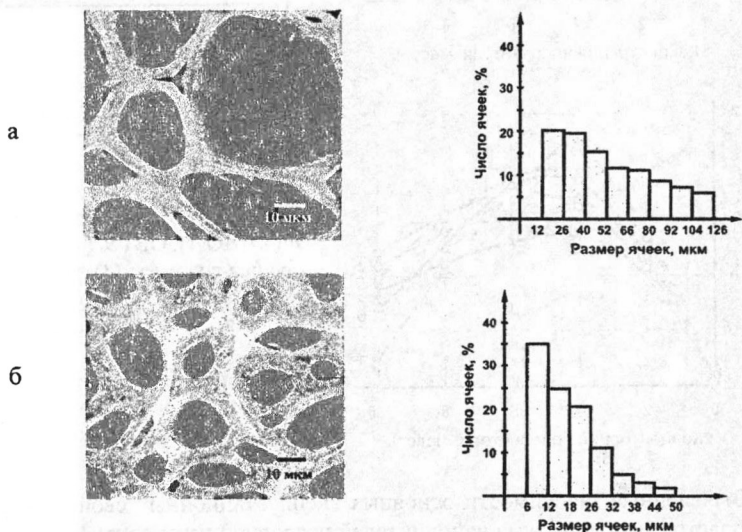 а
10 мкм
Число ячеек, %
40
30
20
10
12 26 40 52 66 80 92 104 126
Размер ячеек, мкм
б
10 мкм
Число ячеек, %
40
30
20
10
6 12 18 26 32 38 44 50
Размер ячеек, мкм